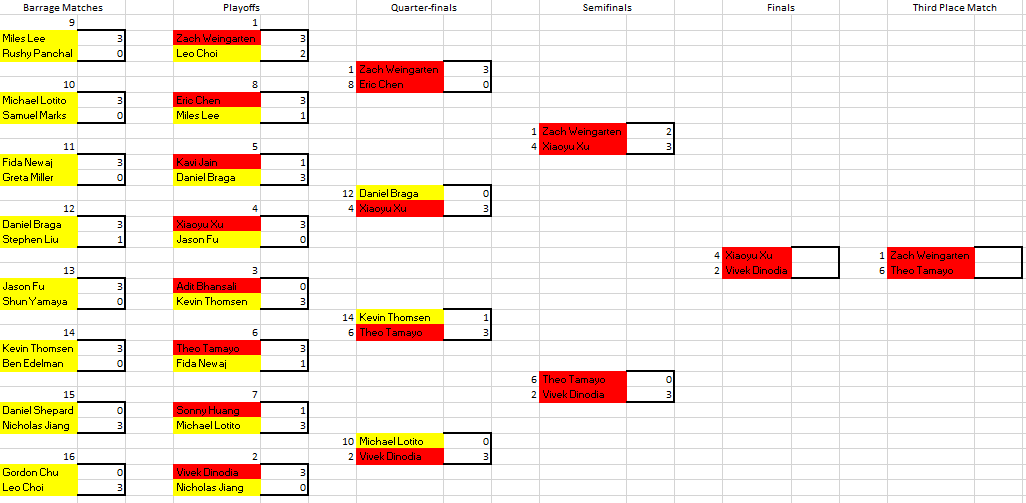 Barrage Matches Playoffs Quarter-finals Semifinals Finals Third Place Match
9 1
Miles Lee 3 Zach Weingarten 3
Rushy Panchal 0 Leo Choi 2
1 Zach Weingarten 3
10 8 8 Eric Chen 0
Michael Lotito 3 Eric Chen 3
Samuel Marks 0 Miles Lee 1
1 Zach Weingarten 2
11 5 4 Xiaoyu Xu 3
Fida Newaj 3 Kavi Jain 1
Greta Miller 0 Daniel Braga 3
12 Daniel Braga 0
12 4 4 Xiaoyu Xu 3
Daniel Braga 3 Xiaoyu Xu 3
Stephen Liu 1 Jason Fu 0
4 Xiaoyu Xu 1 Zach Weingarten
13 3 2 Vivek Dinodia 6 Theo Tamayo
Jason Fu 3 Adit Bhansali 0
Shun Yamaya 0 Kevin Thomsen 3
14 Kevin Thomsen 1
14 6 6 Theo Tamayo 3
Kevin Thomsen 3 Theo Tamayo 3
Ben Edelman 0 Fida Newaj 1
6 Theo Tamayo 0
15 7 2 Vivek Dinodia 3
Daniel Shepard 0 Sonny Huang 1
Nicholas Jiang 3 Michael Lotito 3
10 Michael Lotito 0
16 2 2 Vivek Dinodia 3
Gordon Chu 0 Vivek Dinodia 3
Leo Choi 3 Nicholas Jiang 0